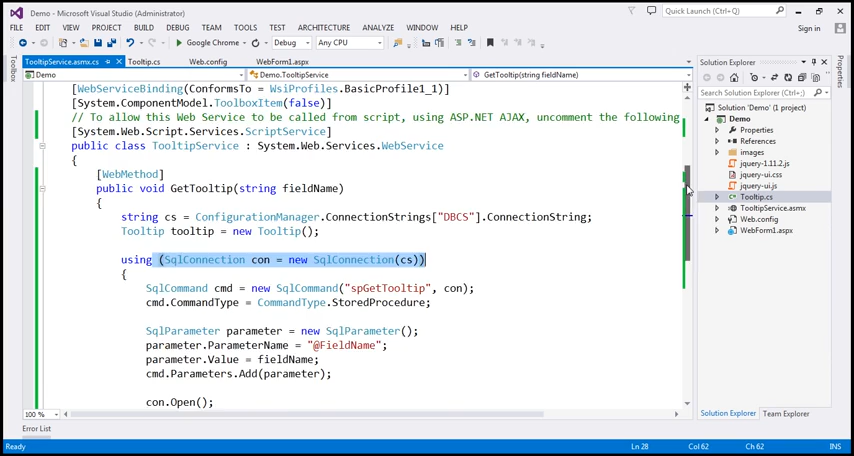 Demo - Microsoft Visual Studio (Administrator)
Quick Launch (Ctrl+Q)
FILE EDIT VIEW PROJECT BUILD DEBUG TEAM TOOLS TEST ARCHITECTURE ANALYZE WINDOW HELP
Sign in
Google Chrome
Debug
Any CPU
Toolbox
TooltipService.asmx.cs
Tooltip.cs
Web.config
WebForm1.aspx
Demo
Demo.TooltipService
GetTooltip(string fieldName)
[WebServiceBinding(ConformsTo = WsiProfiles.BasicProfile1_1)]
[System.ComponentModel.ToolboxItem(false)]
// To allow this Web Service to be called from script, using ASP.NET AJAX, uncomment the following
[System.Web.Script.Services.ScriptService]
public class TooltipService : System.Web.Services.WebService
{
[WebMethod]
public void GetTooltip(string fieldName)
{
string cs = ConfigurationManager.ConnectionStrings["DBCS"].ConnectionString;
Tooltip tooltip = new Tooltip();
using (SqlConnection con = new SqlConnection(cs))
{
SqlCommand cmd = new SqlCommand("spGetTooltip", con);
cmd.CommandType = CommandType.StoredProcedure;
SqlParameter parameter = new SqlParameter();
parameter.ParameterName = "@FieldName";
parameter.Value = fieldName;
cmd.Parameters.Add(parameter);
con.Open();
100 %
Solution Explorer
Search Solution Explorer (Ctrl+;)
Solution 'Demo' (1 project)
Demo
Properties
References
images
jquery-1.11.2.js
jquery-ui.css
jquery-ui.js
Tooltip.cs
TooltipService.asmx
Web.config
WebForm1.aspx
Solution Explorer
Team Explorer
Properties
Error List
Ready
Ln 28
Col 62
Ch 62
INS